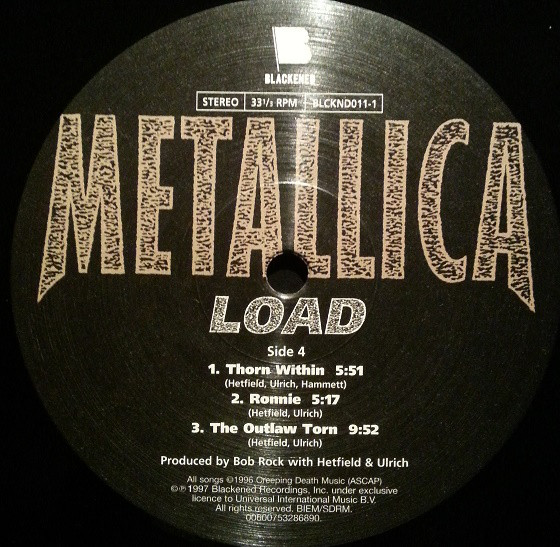 B
BLACKENED
STEREO 33 1/3 RPM BLCKND011-1
METALLICA
LOAD
Side 4
1. Thorn Within 5:51
(Hetfield, Ulrich, Hammett)
2. Ronnie 5:17
(Hetfield, Ulrich)
3. The Outlaw Torn 9:52
(Hetfield, Ulrich)
Produced by Bob Rock with Hetfield & Ulrich
All songs ©1996 Creeping Death Music (ASCAP)
©℗1997 Blackened Recordings, Inc. under exclusive
licence to Universal International Music B.V.
All rights reserved. BIEM/SDRM.
00600753286890.